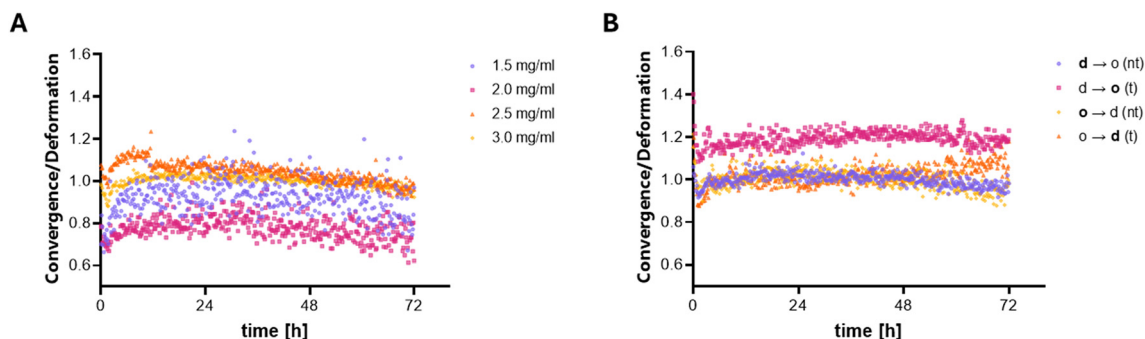 A
Convergence/Deformation
1.6
1.4
1.2
1.0
0.8
0.6
0
24
48
72
time [h]
1.5 mg/ml
2.0 mg/ml
2.5 mg/ml
3.0 mg/ml
B
Convergence/Deformation
1.6
1.4
1.2
1.0
0.8
0.6
0
24
48
72
time [h]
d → o (nt)
d → o (t)
o → d (nt)
o → d (t)